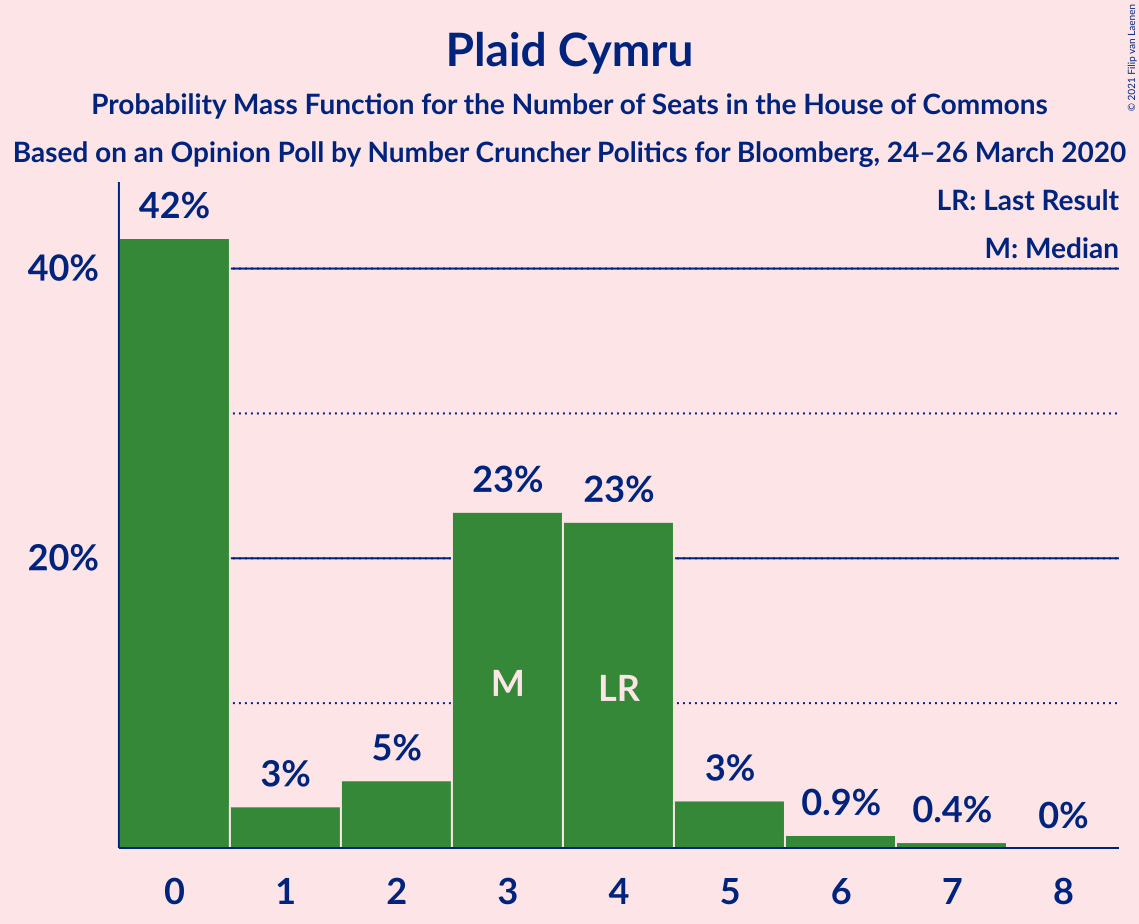 Plaid Cymru
Probability Mass Function for the Number of Seats in the House of Commons
Based on an Opinion Poll by Number Cruncher Politics for Bloomberg, 24–26 March 2020
© 2021 Filip van Laenen
LR: Last Result
M: Median
42%
40%
23%
23%
20%
M
LR
5%
3%
3%
0.9%
0.4%
0%
0 1 2 3 4 5 6 7 8